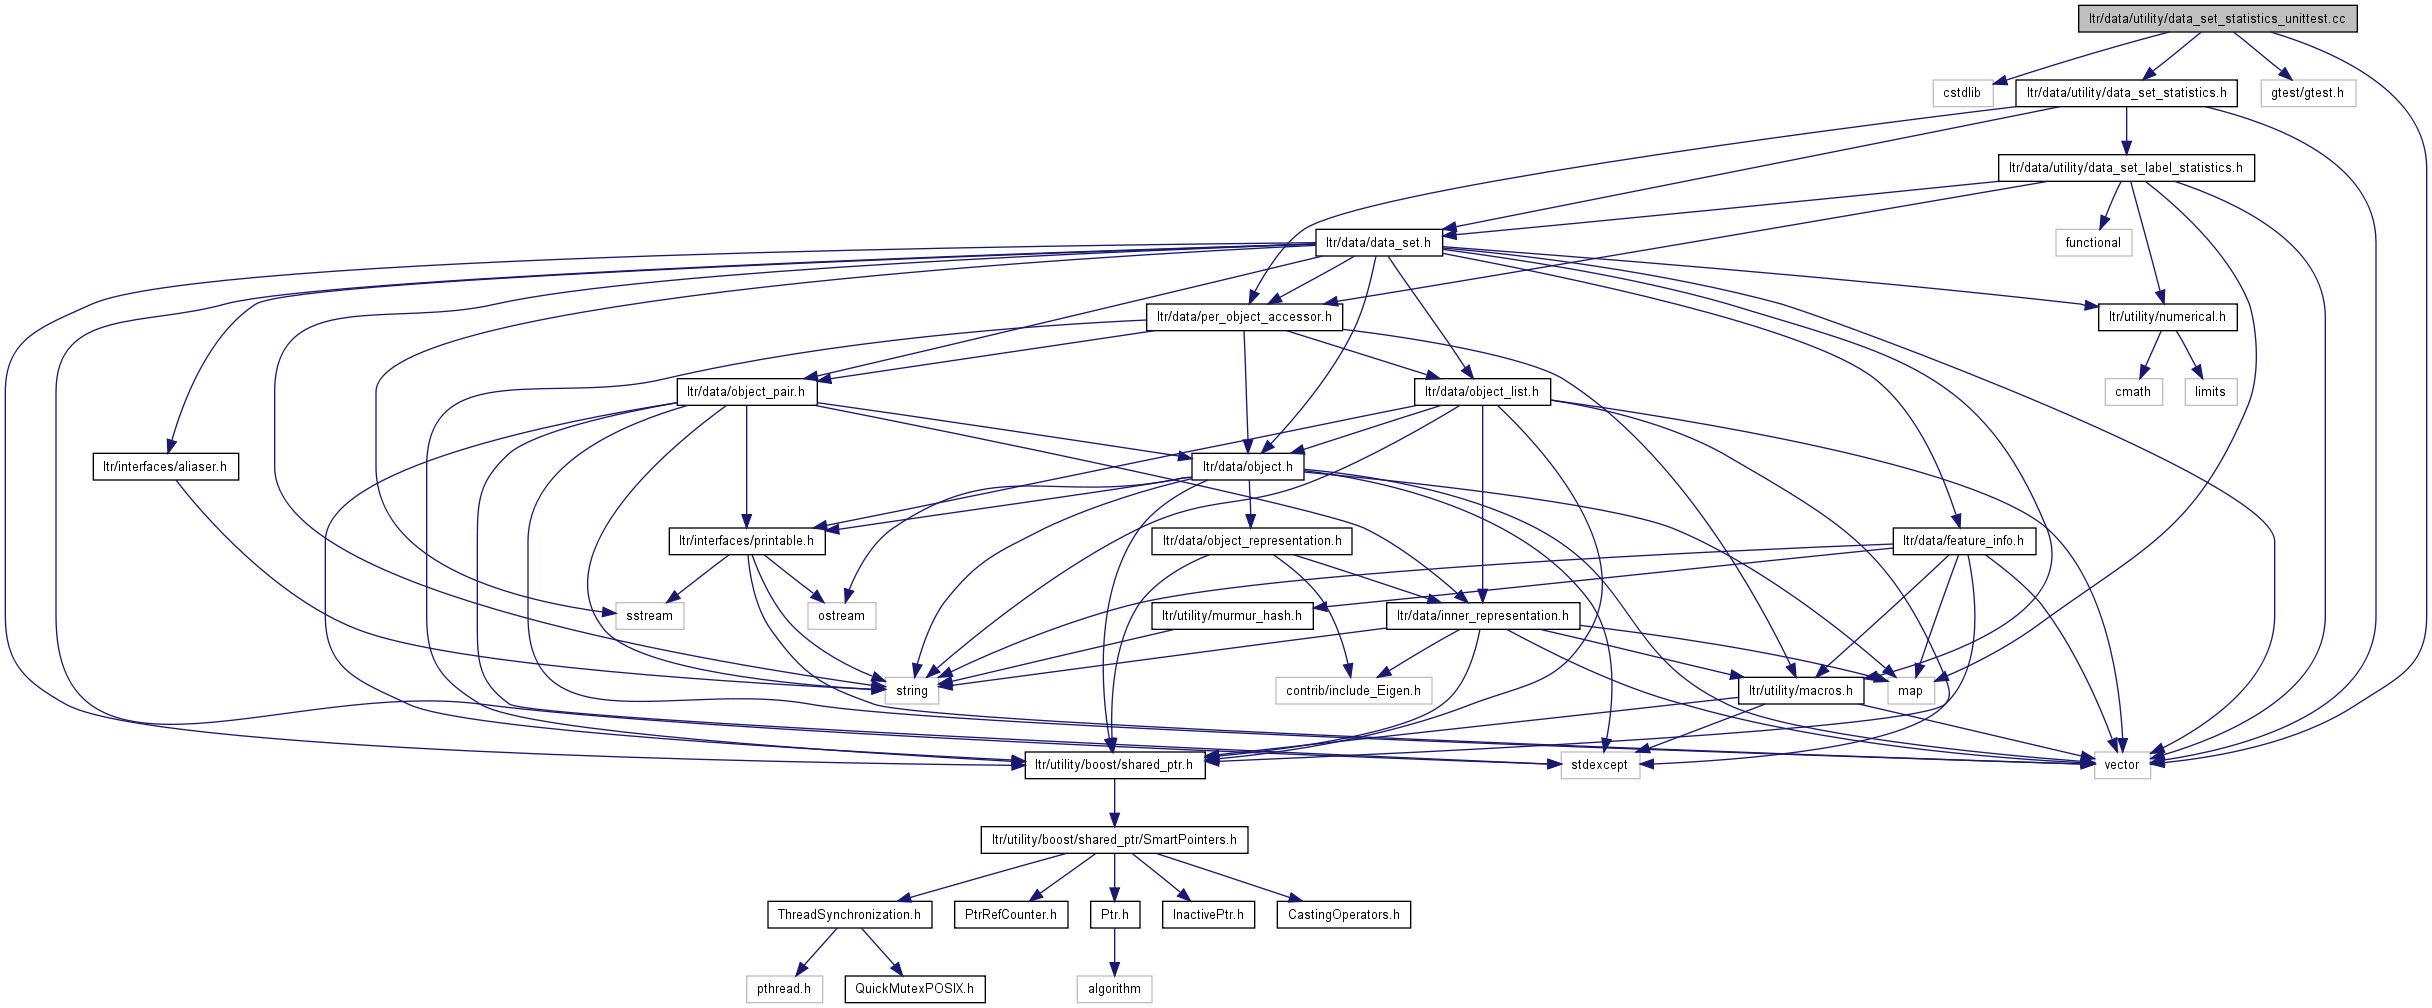 ltr/data/utility/data_set_statistics_unittest.cc
cstdlib
ltr/data/utility/data_set_statistics.h
gtest/gtest.h
ltr/data/utility/data_set_label_statistics.h
ltr/data/data_set.h
functional
ltr/data/per_object_accessor.h
ltr/utility/numerical.h
ltr/data/object_pair.h
ltr/data/object_list.h
cmath
limits
ltr/interfaces/aliaser.h
ltr/data/object.h
ltr/interfaces/printable.h
ltr/data/object_representation.h
ltr/data/feature_info.h
sstream
ostream
ltr/utility/murmur_hash.h
ltr/data/inner_representation.h
string
contrib/include_Eigen.h
ltr/utility/macros.h
map
ltr/utility/boost/shared_ptr.h
stdexcept
vector
ltr/utility/boost/shared_ptr/SmartPointers.h
ThreadSynchronization.h
PtrRefCounter.h
Ptr.h
InactivePtr.h
CastingOperators.h
pthread.h
QuickMutexPOSIX.h
algorithm